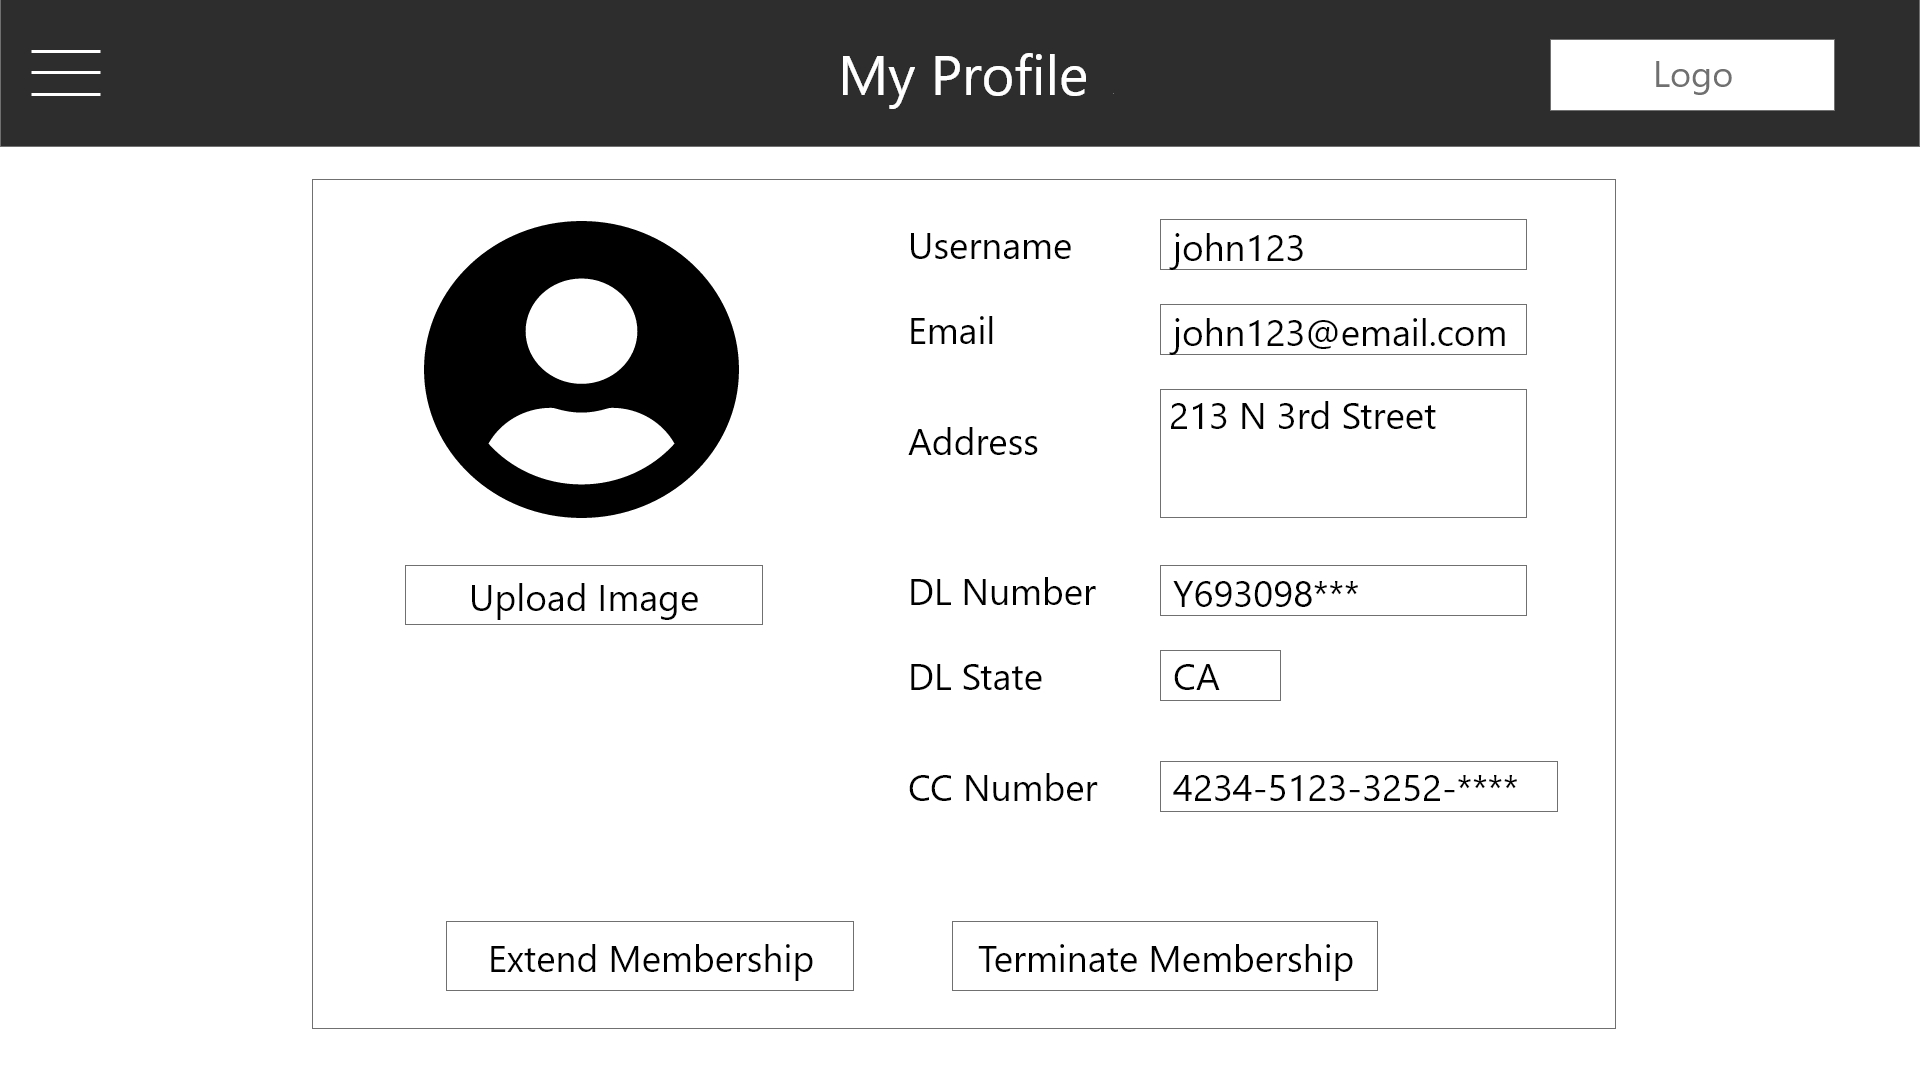 My Profile
Logo
Username
john123
Email
john123@email.com
Address
213 N 3rd Street
Upload Image
DL Number
Y693098***
DL State
CA
CC Number
4234-5123-3252-****
Extend Membership
Terminate Membership